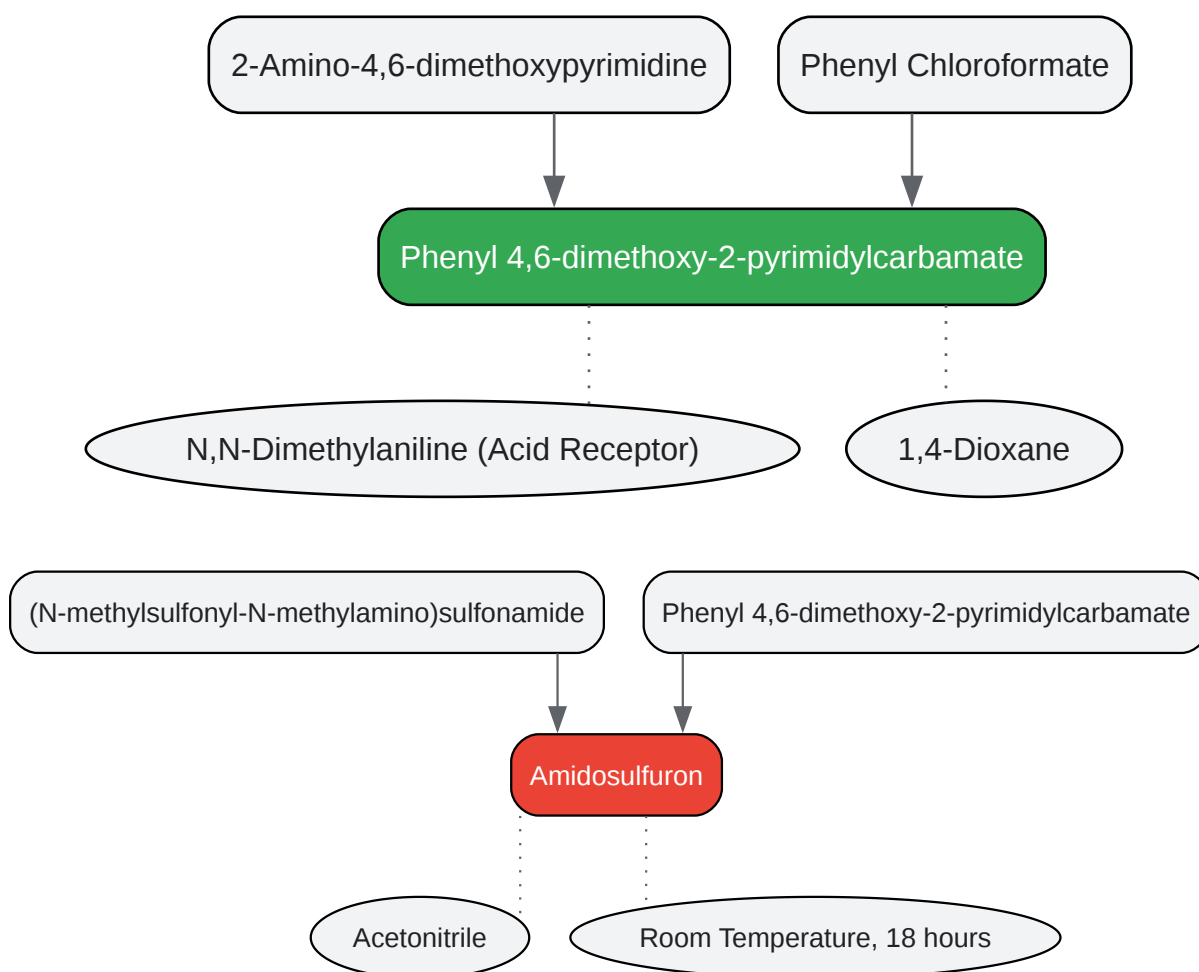 2-Amino-4,6-dimethoxypyrimidine
Phenyl Chloroformate
Phenyl 4,6-dimethoxy-2-pyrimidylcarbamate
N,N-Dimethylaniline (Acid Receptor)
1,4-Dioxane
(N-methylsulfonyl-N-methylamino)sulfonamide
Phenyl 4,6-dimethoxy-2-pyrimidylcarbamate
Amidosulfuron
Acetonitrile
Room Temperature, 18 hours